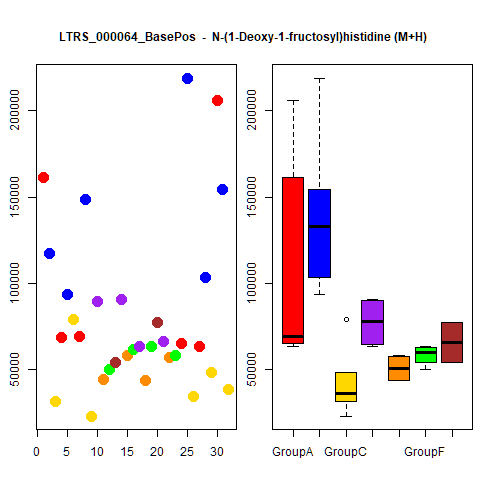 LTRS_000064_BasePos - N-(1-Deoxy-1-fructosyl)histidine (M+H)
200000
150000
100000
50000
0 5 10 15 20 25 30
200000
150000
100000
50000
GroupA GroupC GroupF